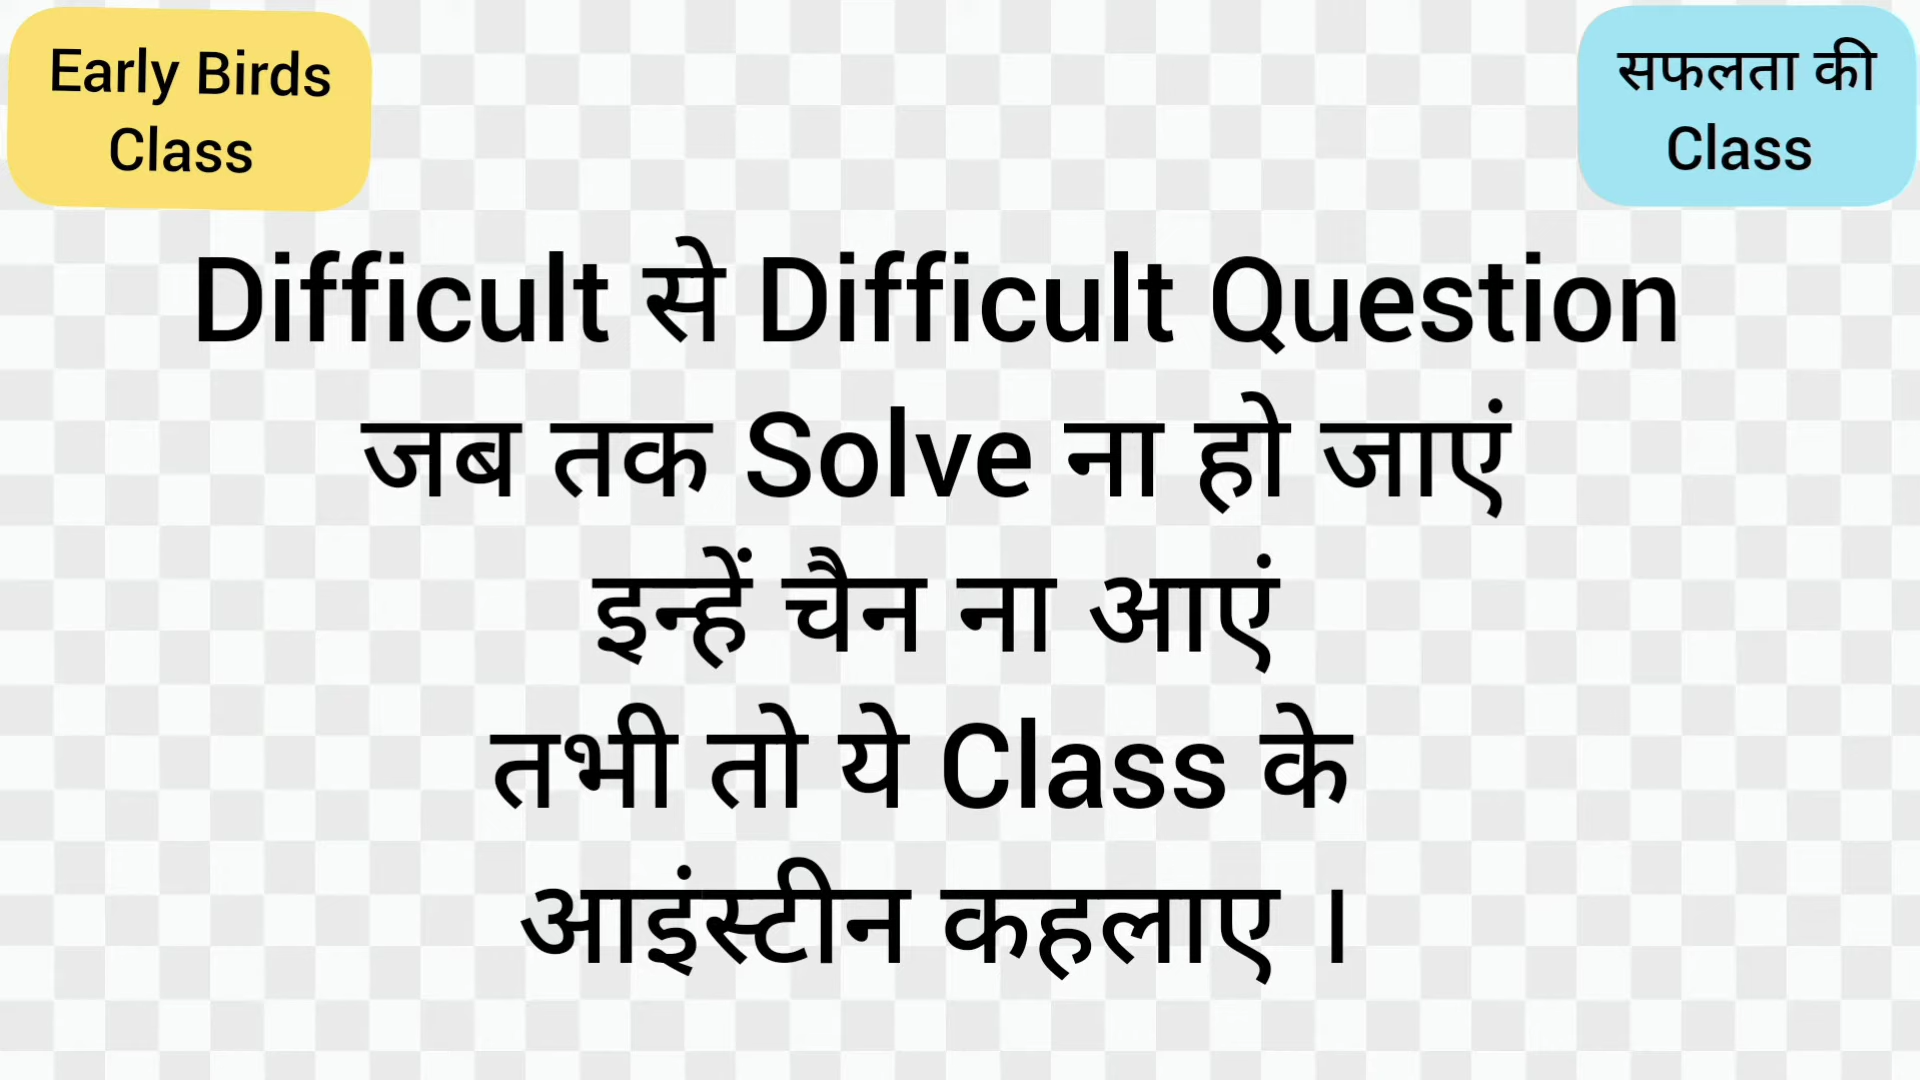 Early Birds
Class
सफलता की
Class
Difficult से Difficult Question
जब तक Solve ना हो जाएं
इन्हें चैन ना आएं
तभी तो ये Class के
आइंस्टीन कहलाए ।